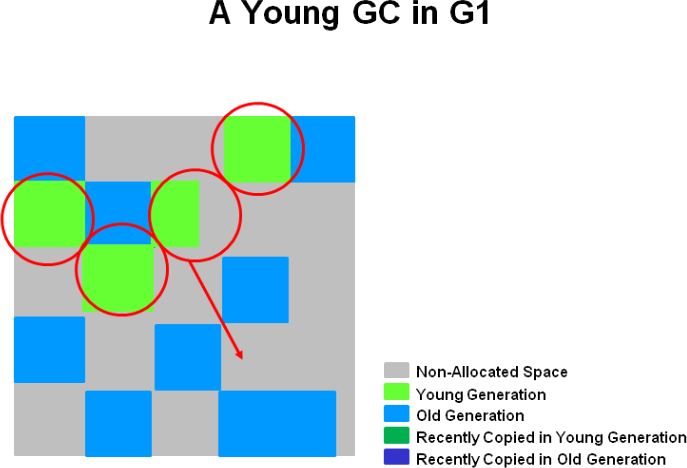 A Young GC in G1
Non-Allocated Space
Young Generation
Old Generation
Recently Copied in Young Generation
Recently Copied in Old Generation